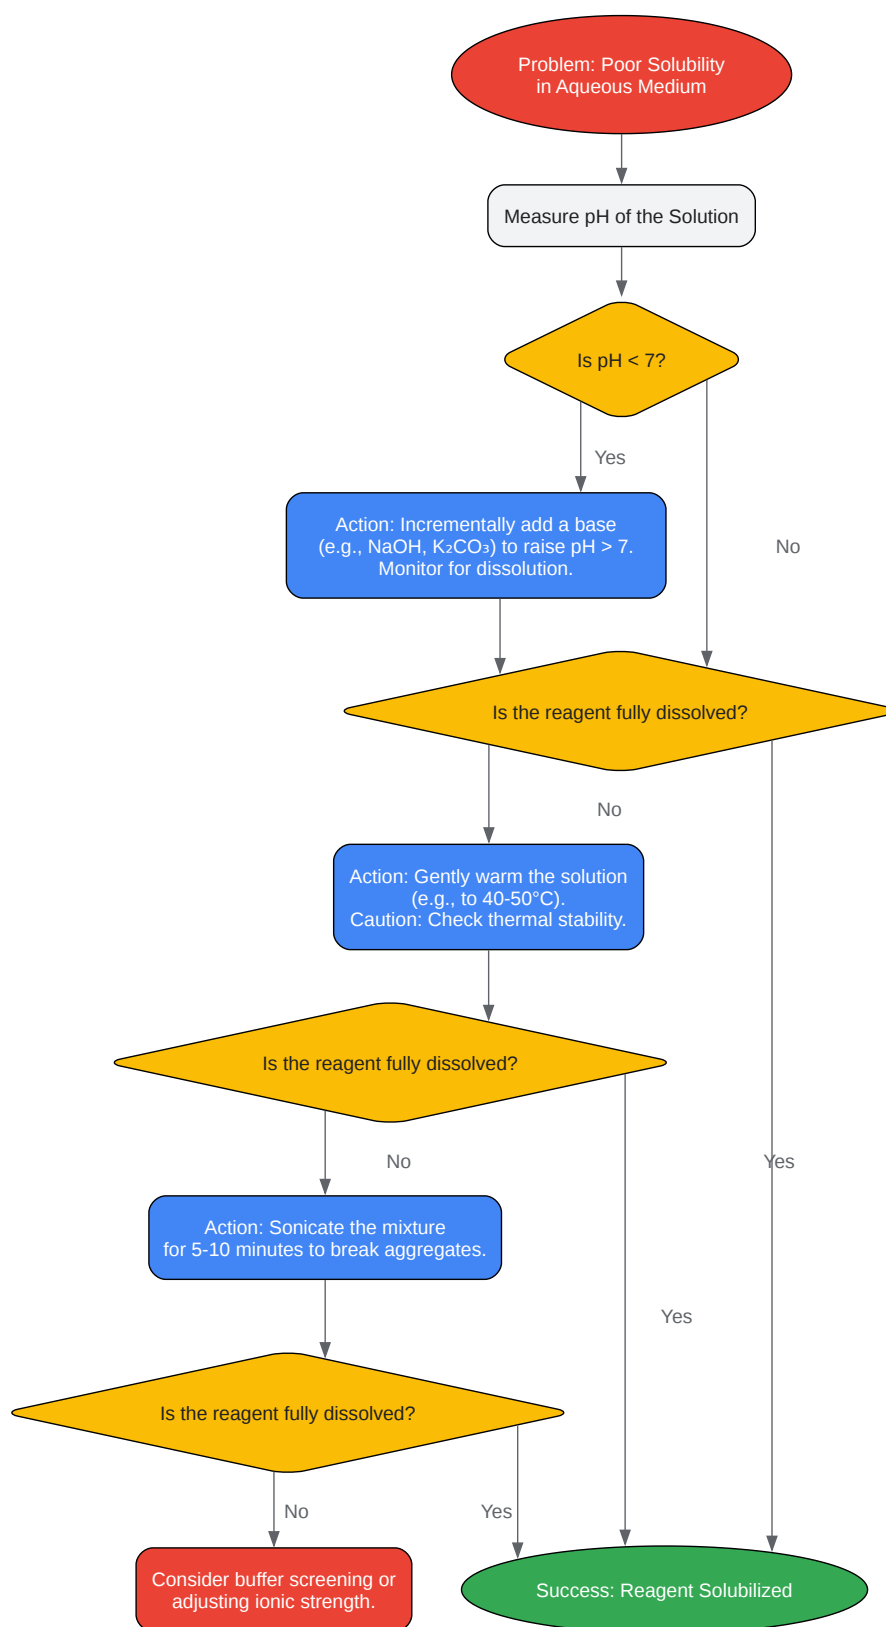 Problem: Poor Solubility
in Aqueous Medium
Measure pH of the Solution
Is pH < 7?
Yes
Action: Incrementally add a base
(e.g., NaOH, K₂CO₃) to raise pH > 7.
Monitor for dissolution.
No
Is the reagent fully dissolved?
No
Action: Gently warm the solution
(e.g., to 40-50°C).
Caution: Check thermal stability.
Is the reagent fully dissolved?
No
Yes
Action: Sonicate the mixture
for 5-10 minutes to break aggregates.
Yes
Is the reagent fully dissolved?
No
Yes
Consider buffer screening or
adjusting ionic strength.
Success: Reagent Solubilized